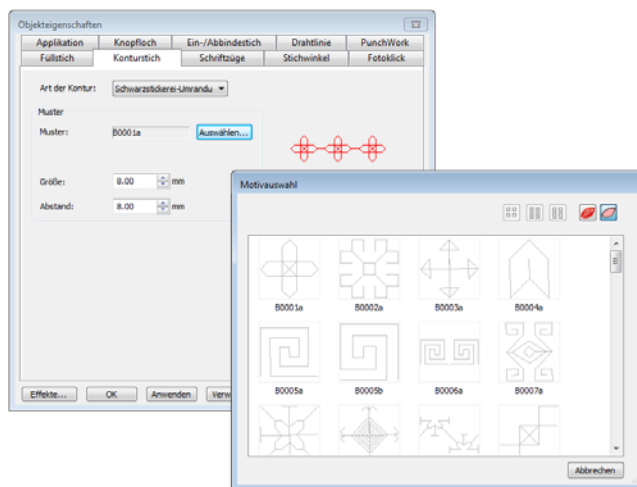 Objekteigenschaften
Applikation Knopfloch Ein-/Abbindestich Drahtlinie PunchWork
Füllstich Konturstich Schriftzüge Stichwinkel Fotoklick
Art der Kontur: Schwarzstickerei-Umrandu
Muster
Muster: B0001a Auswählen...
Größe: 8.00 mm
Abstand: 8.00 mm
Effekte... OK Anwenden Verw
Motivauswahl
B0001a B0002a B0003a B0004a
B0005a B0005b B0006a B0007a
Abbrechen